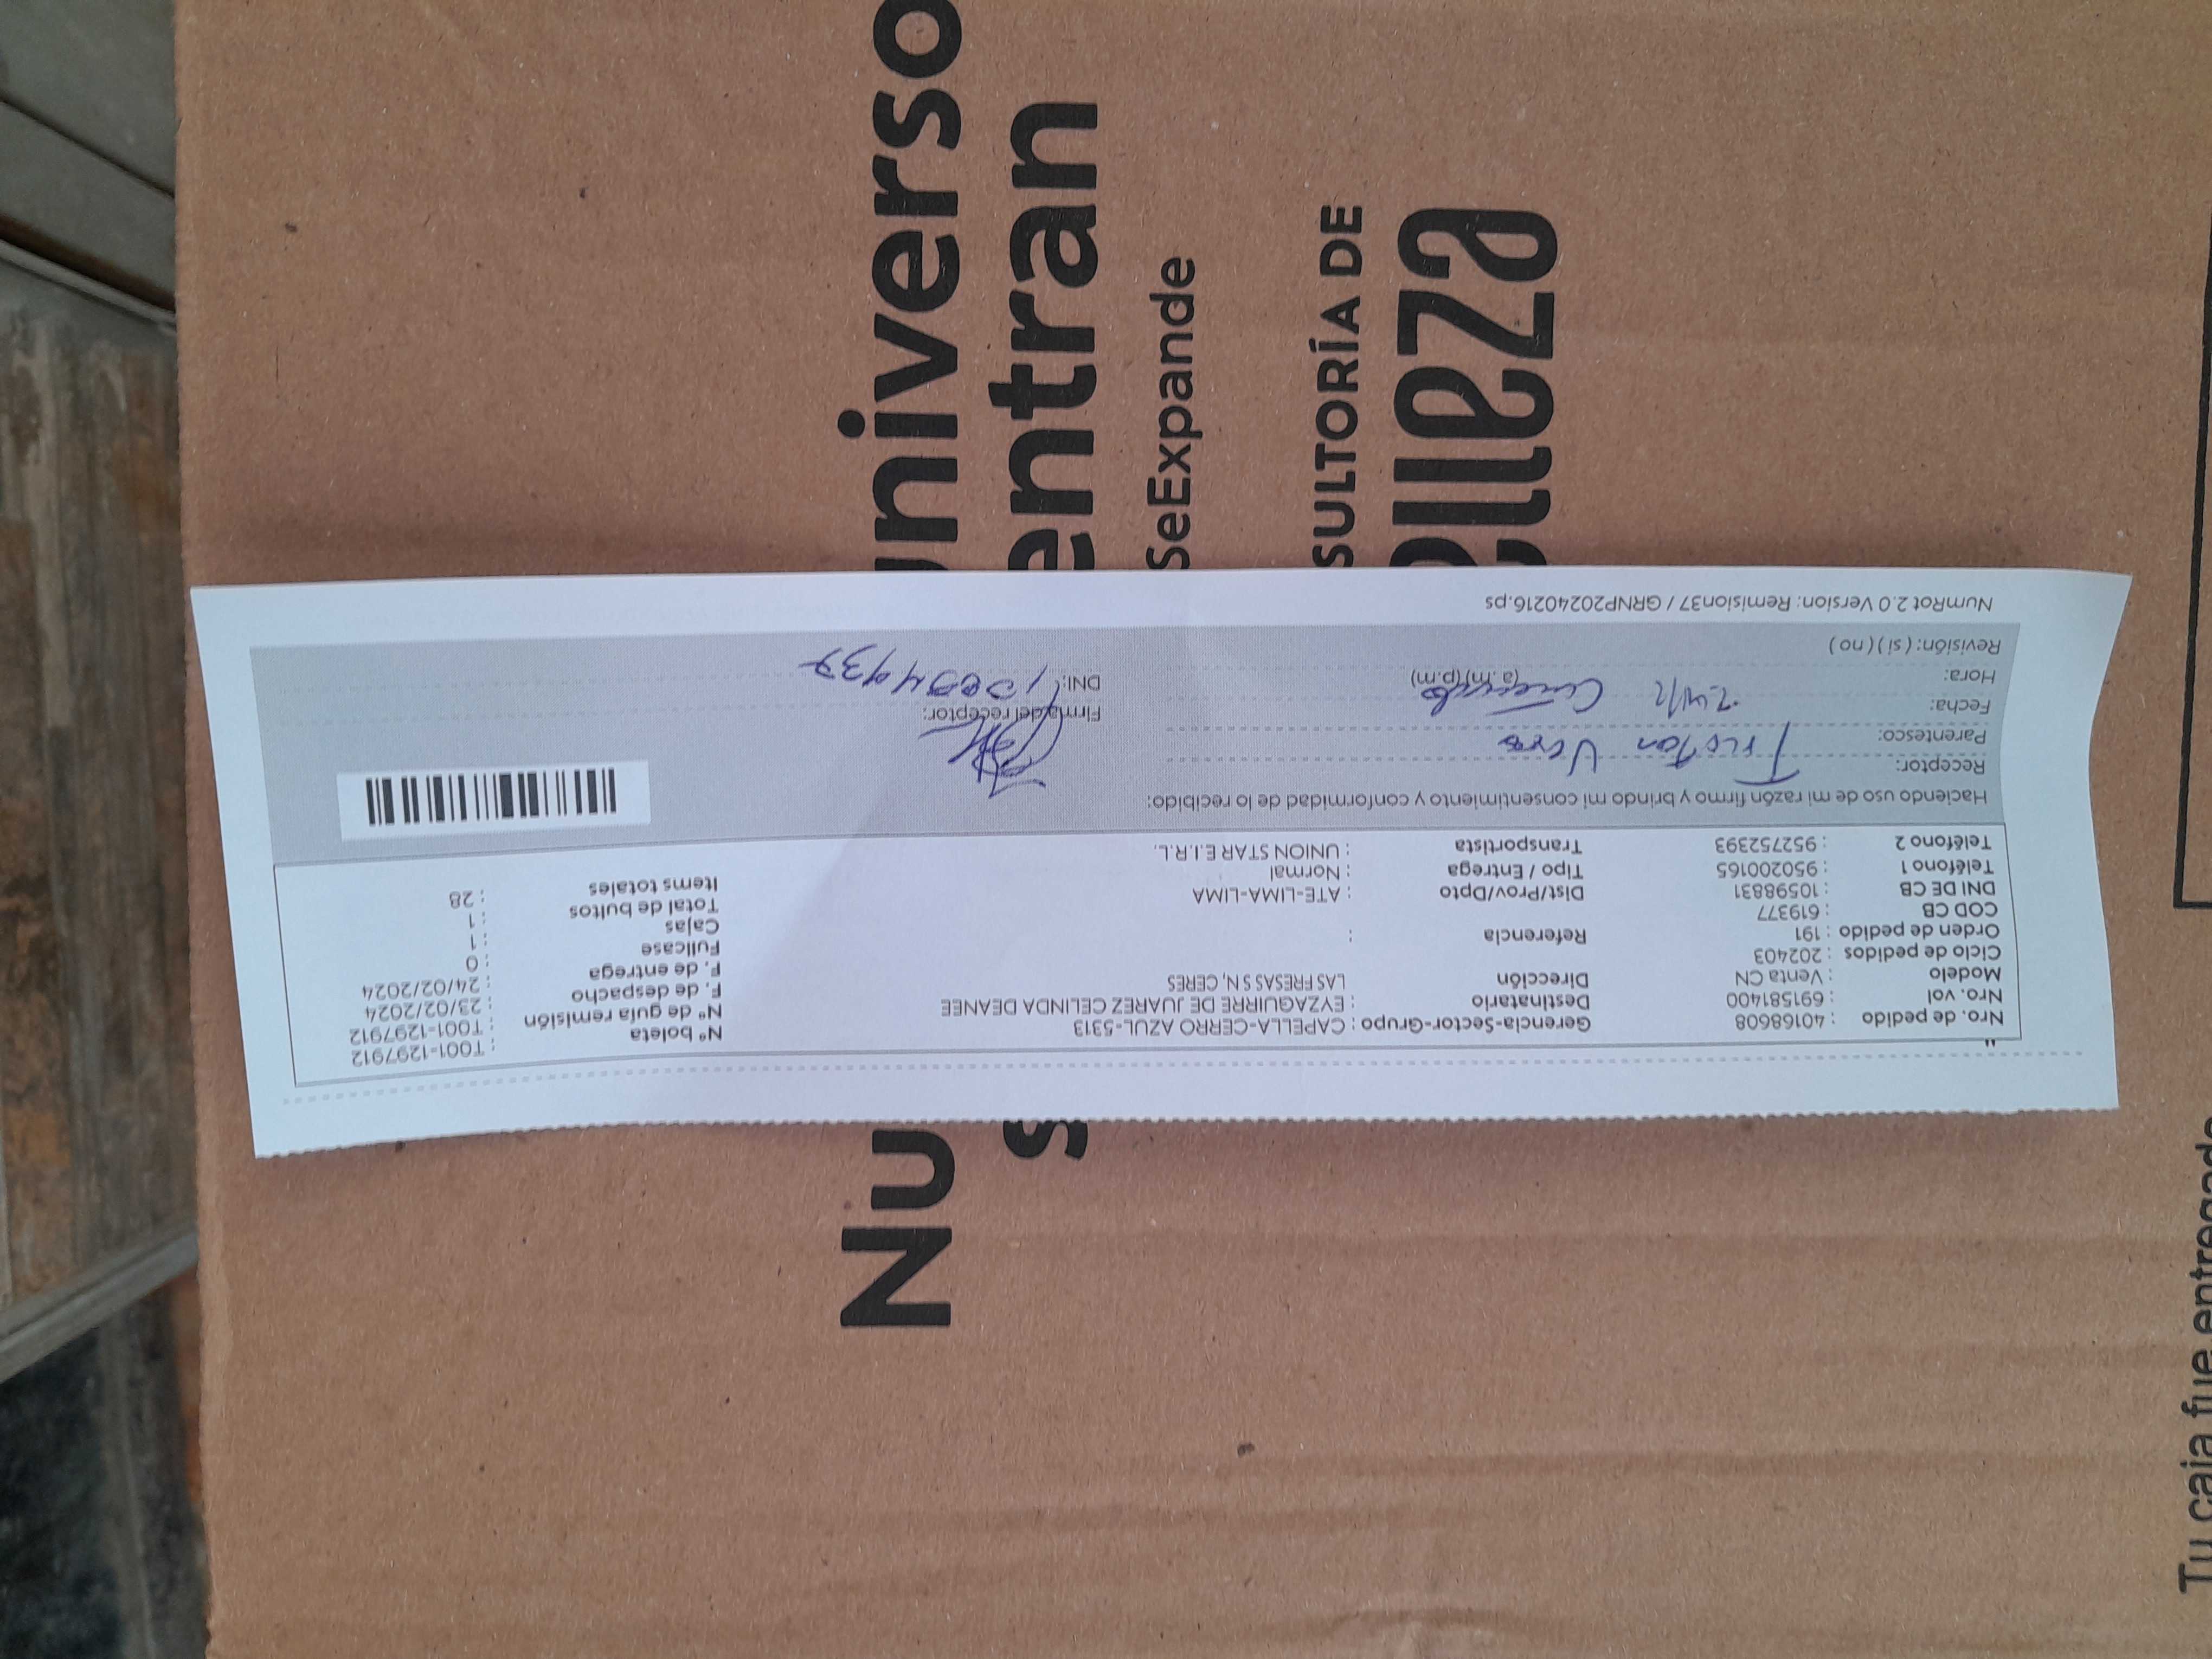 Nro. de pedido : 40168608
Nro. vol : 691581400
Modelo : Venta CN
Ciclo de pedidos : 202403
Orden de pedido : 191
COD CB : 619377
DNI DE CB : 10598831
Teléfono 1 : 950200165
Teléfono 2 : 952752393
Gerencia-Sector-Grupo : CAPELLA-CERRO AZUL-5313
Destinatario : EYZAGUIRRE DE JUAREZ CELINDA DEANEE
Dirección LAS FRESAS S N, CERES
Referencia :
Dist/Prov/Dpto : ATE-LIMA-LIMA
Tipo / Entrega : Normal
Transportista : UNION STAR E.I.R.L.
Nº boleta : T001-1297912
Nº de guía remisión : T001-1297912
F. de despacho : 23/02/2024
F. de entrega : 24/02/2024
Fullcase : 0
Cajas : 1
Total de bultos : 1
Items totales : 28
Haciendo uso de mi razón firmo y brindo mi consentimiento y conformidad de lo recibido:
Receptor:
Parentesco:
Fecha: 24/2
Hora: (a.m) (p.m)
Revisión: ( si ) ( no )
Firma del receptor:
DNI:
NumRot 2.0 Version: Remision37 / GRNP20240216.ps
Nu universo
s entran
SeExpande
SULTORÍA DE
elleza
Tu caja fue entregada